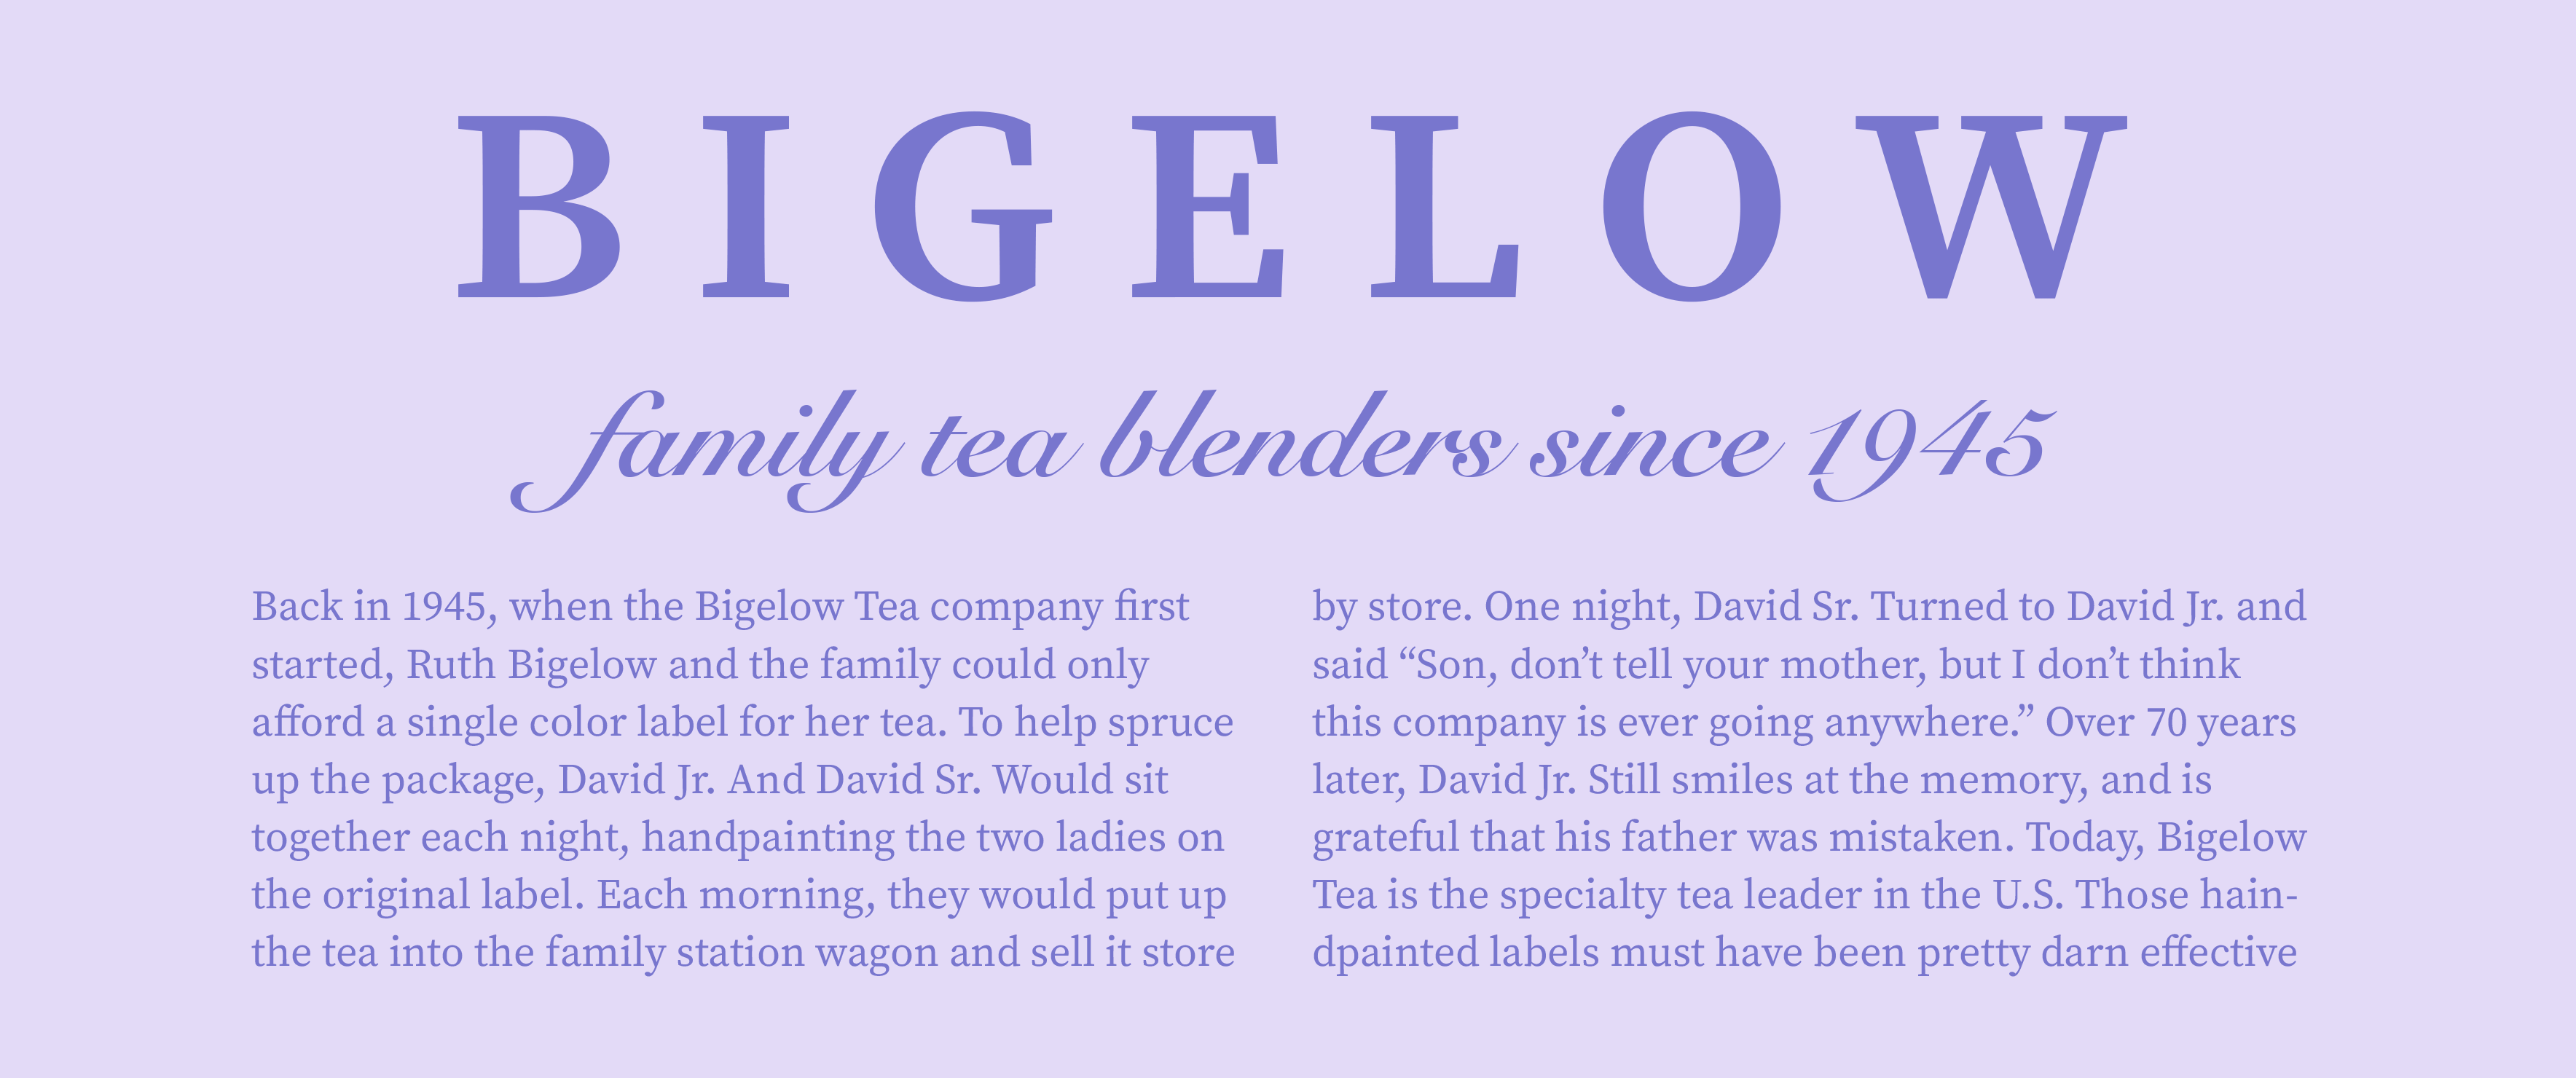 BIGELOW
family tea blenders since 1945
Back in 1945, when the Bigelow Tea company first
started, Ruth Bigelow and the family could only
afford a single color label for her tea. To help spruce
up the package, David Jr. And David Sr. Would sit
together each night, handpainting the two ladies on
the original label. Each morning, they would put up
the tea into the family station wagon and sell it store
by store. One night, David Sr. Turned to David Jr. and
said “Son, don’t tell your mother, but I don’t think
this company is ever going anywhere.” Over 70 years
later, David Jr. Still smiles at the memory, and is
grateful that his father was mistaken. Today, Bigelow
Tea is the specialty tea leader in the U.S. Those hain-
dpainted labels must have been pretty darn effective